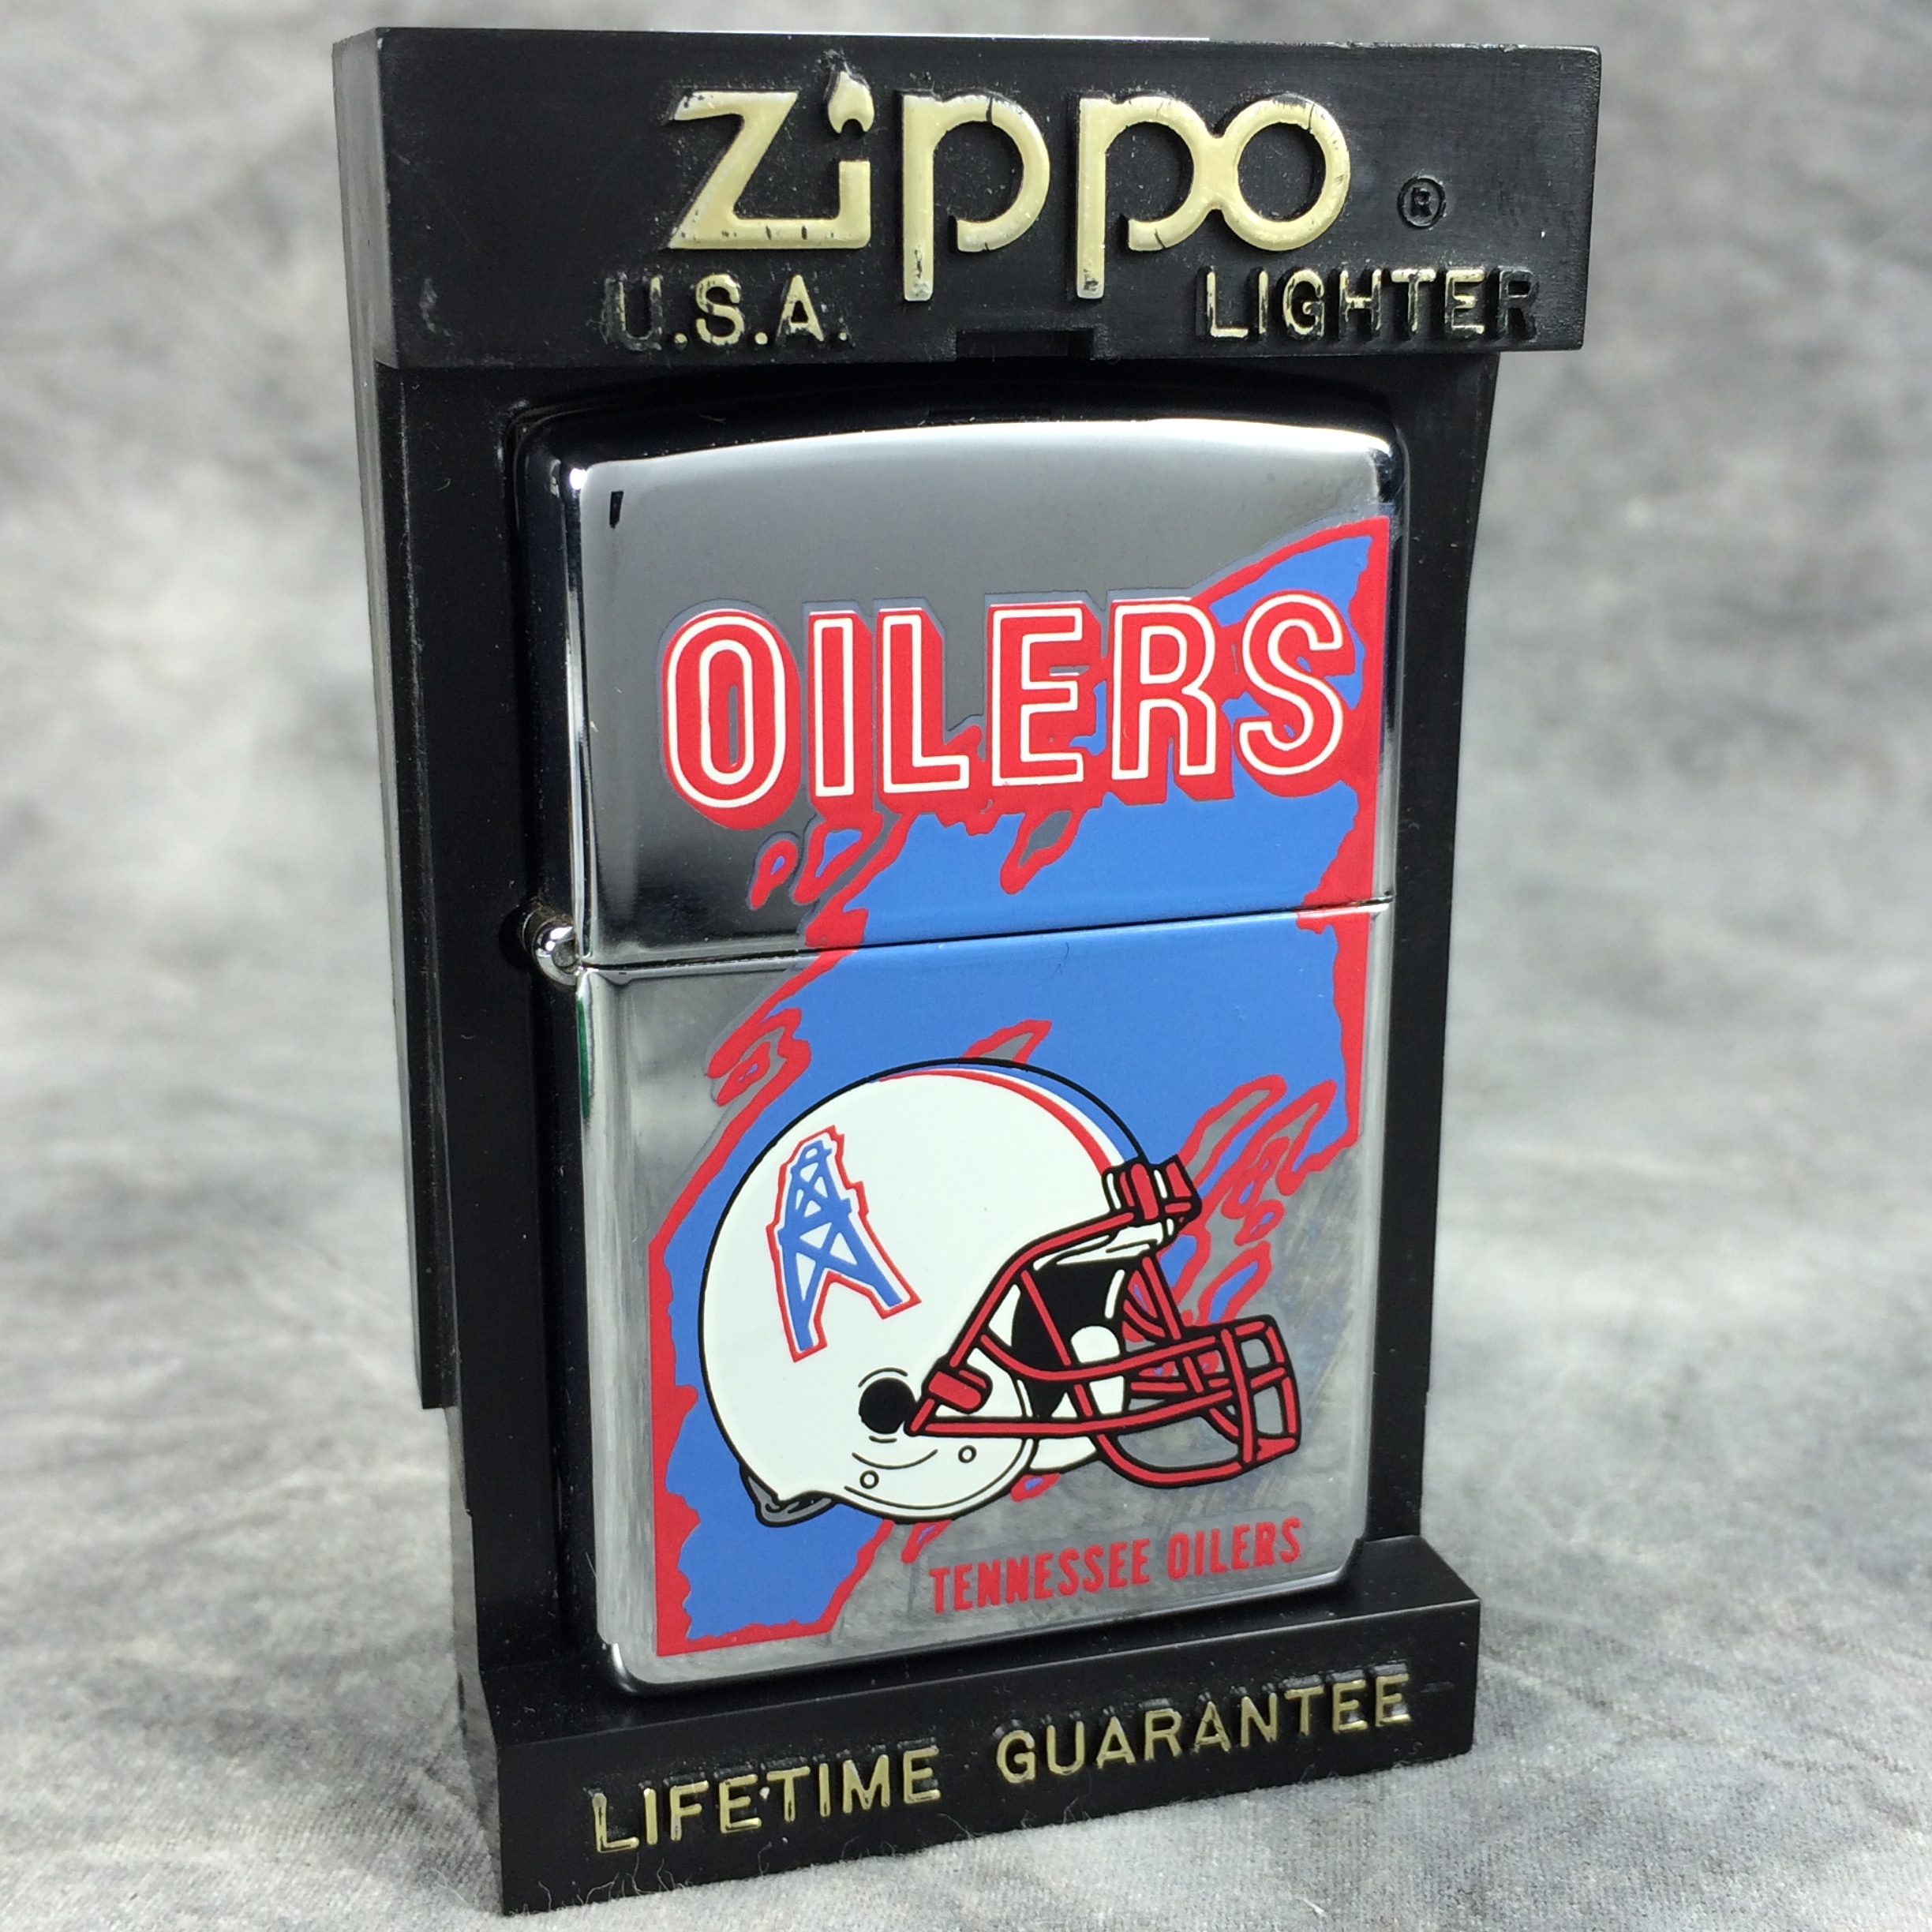 Zippo ®
U.S.A. LIGHTER
OILERS
TENNESSEE OILERS
LIFETIME GUARANTEE